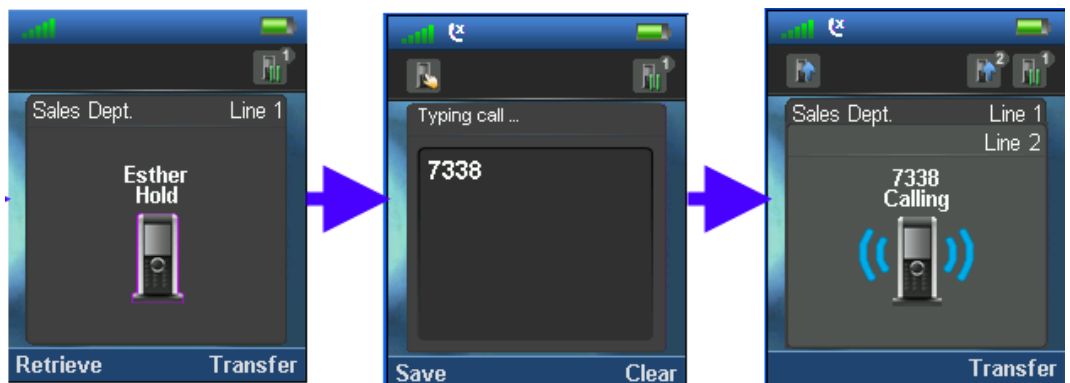 1
Sales Dept. Line 1
Esther
Hold
Retrieve Transfer
x
1
Typing call ...
7338
Save Clear
x
2 1
Sales Dept. Line 1
Line 2
7338
Calling
Transfer